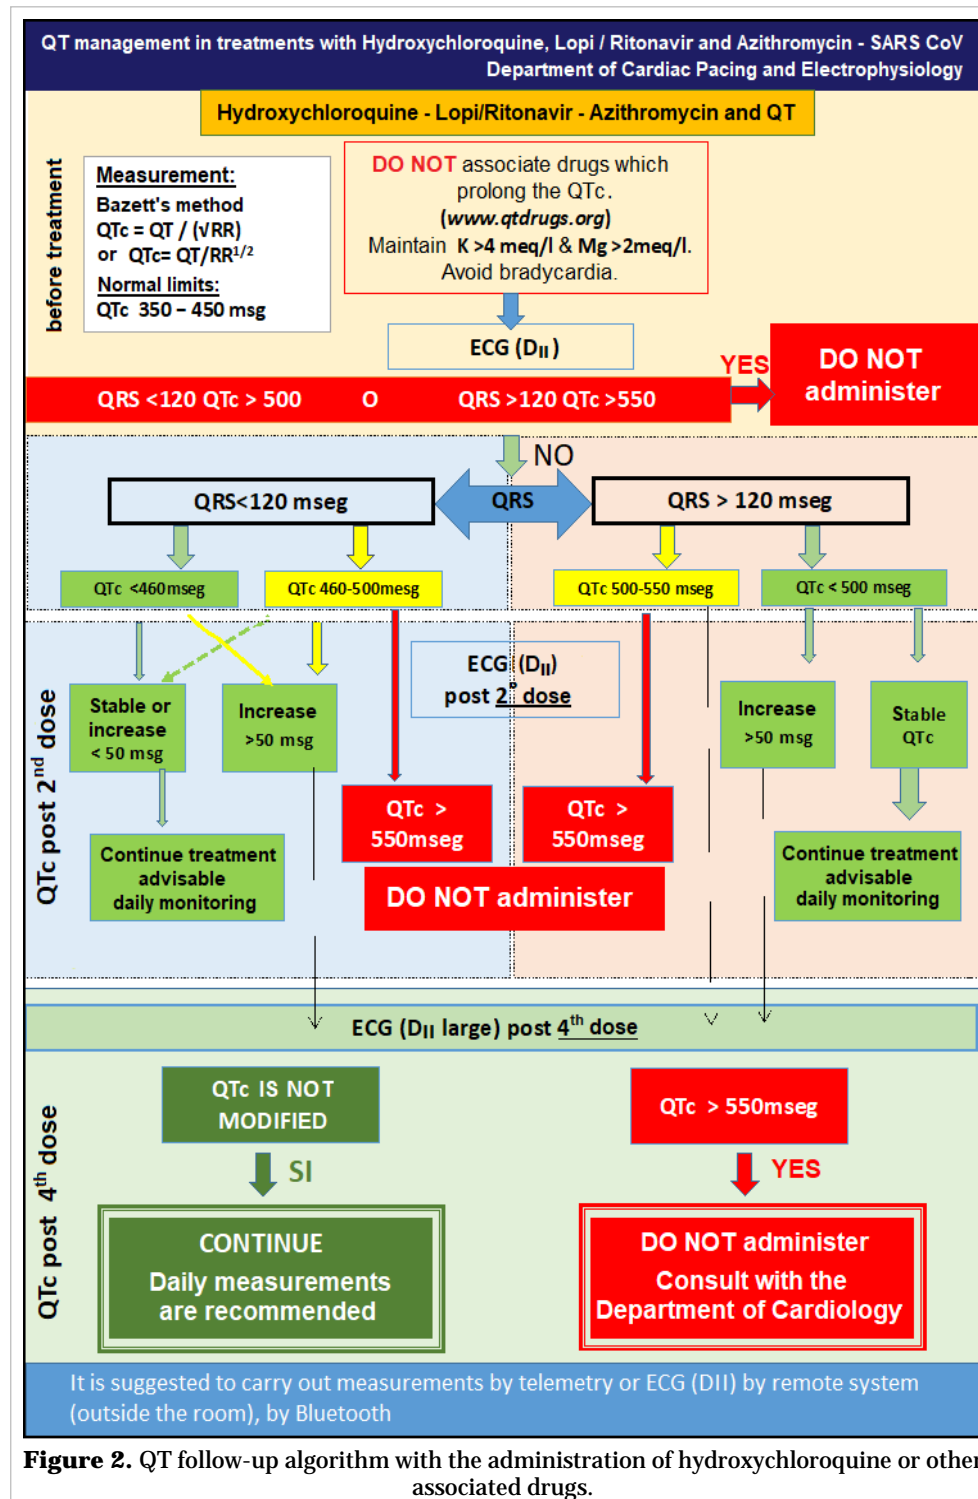 QT management in treatments with Hydroxychloroquine, Lopi / Ritonavir and Azithromycin - SARS CoV
Department of Cardiac Pacing and Electrophysiology
Hydroxychloroquine - Lopi/Ritonavir - Azithromycin and QT
before treatment
Measurement:
Bazett's method
QTc = QT / (√RR)
or QTc= QT/RR^1/2
Normal limits:
QTc 350 – 450 msg
DO NOT associate drugs which
prolong the QTc.
(www.qtdrugs.org)
Maintain K >4 meq/l & Mg >2meq/l.
Avoid bradycardia.
ECG (DII)
QRS <120 QTc > 500 O QRS >120 QTc >550
YES
DO NOT
administer
NO
QRS<120 mseg
QRS
QRS > 120 mseg
QTc <460mseg
QTc 460-500mesg
QTc 500-550 mseg
QTc < 500 mseg
QTc post 2nd dose
ECG (DII)
post 2° dose
Stable or
increase
< 50 msg
Increase
>50 msg
Increase
>50 msg
Stable
QTc
QTc >
550mseg
QTc >
550mseg
Continue treatment
advisable
daily monitoring
DO NOT administer
Continue treatment
advisable
daily monitoring
ECG (DII large) post 4th dose
QTc post 4th dose
QTc IS NOT
MODIFIED
SI
CONTINUE
Daily measurements
are recommended
QTc > 550mseg
YES
DO NOT administer
Consult with the
Department of Cardiology
It is suggested to carry out measurements by telemetry or ECG (DII) by remote system
(outside the room), by Bluetooth
Figure 2. QT follow-up algorithm with the administration of hydroxychloroquine or other
associated drugs.